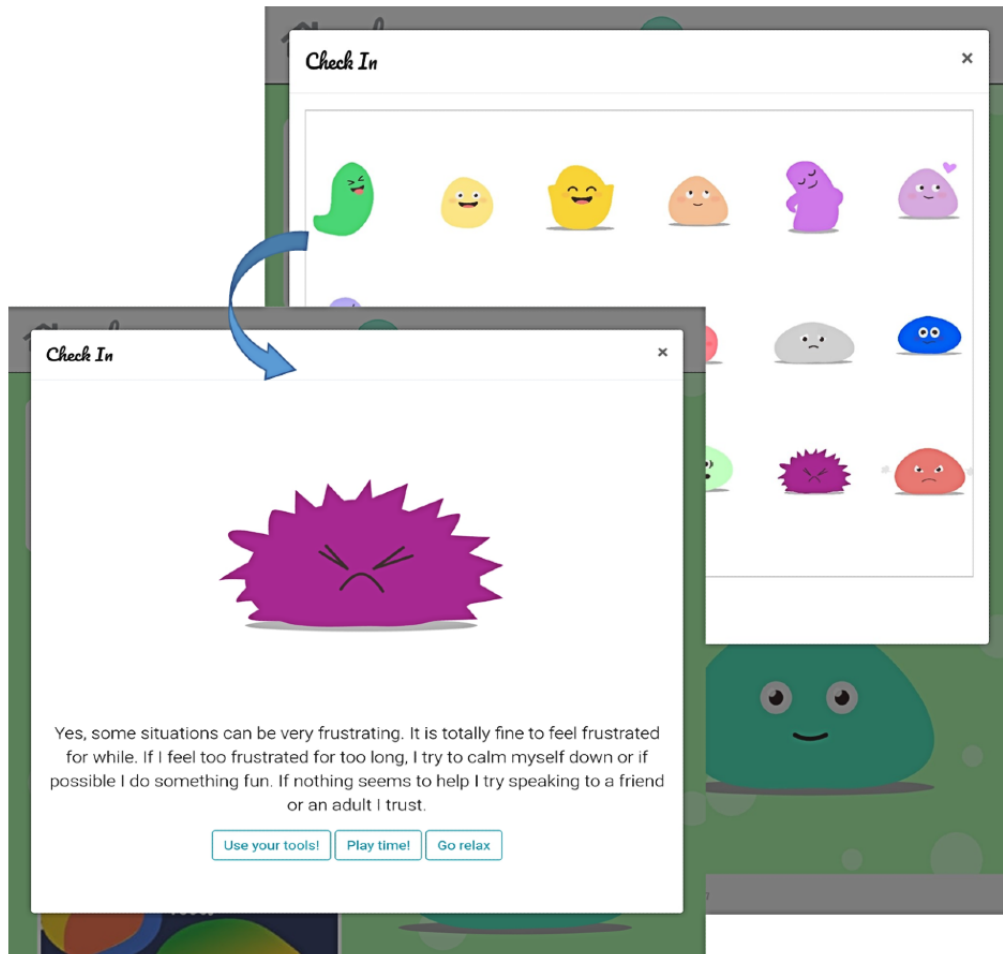 Check In
×
Check In
×
Yes, some situations can be very frustrating. It is totally fine to feel frustrated
for while. If I feel too frustrated for too long, I try to calm myself down or if
possible I do something fun. If nothing seems to help I try speaking to a friend
or an adult I trust.
Use your tools!
Play time!
Go relax